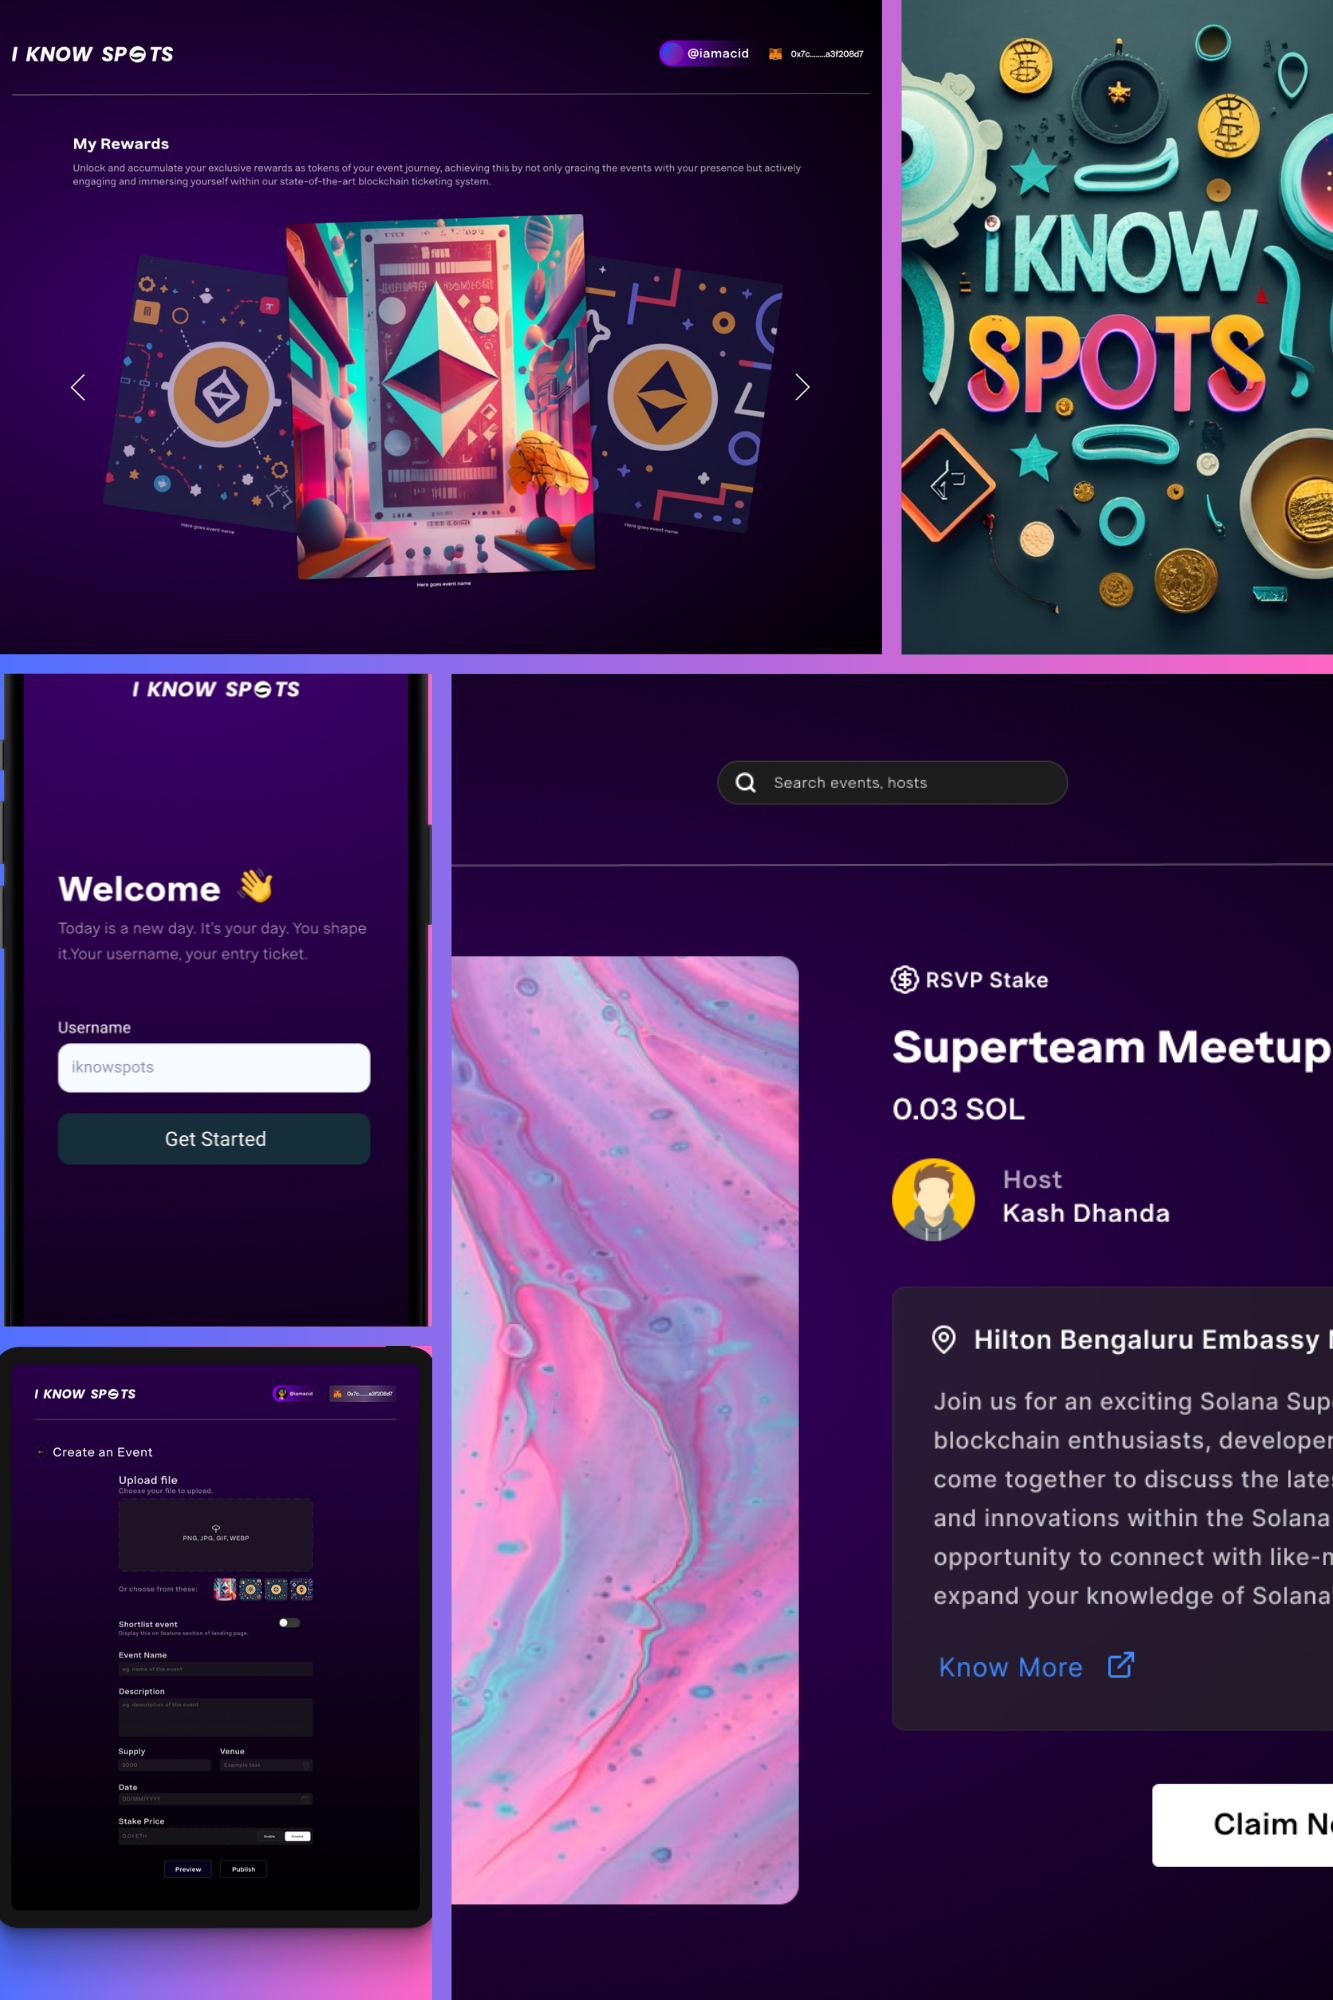 I KNOW SPOTS
@iamacid
0x7c........a3f208d7
My Rewards
Unlock and accumulate your exclusive rewards as tokens of your event journey, achieving this by not only gracing the events with your presence but actively
engaging and immersing yourself within our state-of-the-art blockchain ticketing system.
Here goes event name
Here goes event name
Here goes event name
i KNOW
SPOTS
I KNOW SPOTS
Welcome 👋
Today is a new day. It's your day. You shape
it.Your username, your entry ticket.
Username
iknowspots
Get Started
Search events, hosts
RSVP Stake
Superteam Meetup
0.03 SOL
Host
Kash Dhanda
Hilton Bengaluru Embassy
Join us for an exciting Solana Sup
blockchain enthusiasts, developer
come together to discuss the lates
and innovations within the Solana
opportunity to connect with like-m
expand your knowledge of Solana
Know More
Claim No
I KNOW SPOTS
@iamacid
0x7c........a3f208d7
Create an Event
Upload file
Choose your file to upload.
PNG, JPG, GIF, WEBP
Or choose from these:
Shortlist event
Display this on feature section of landing page.
Event Name
eg. name of the event
Description
eg. description of the event
Supply
Venue
2000
Example text
Date
DD/MM/YYYY
Stake Price
0.01 ETH
Preview
Publish